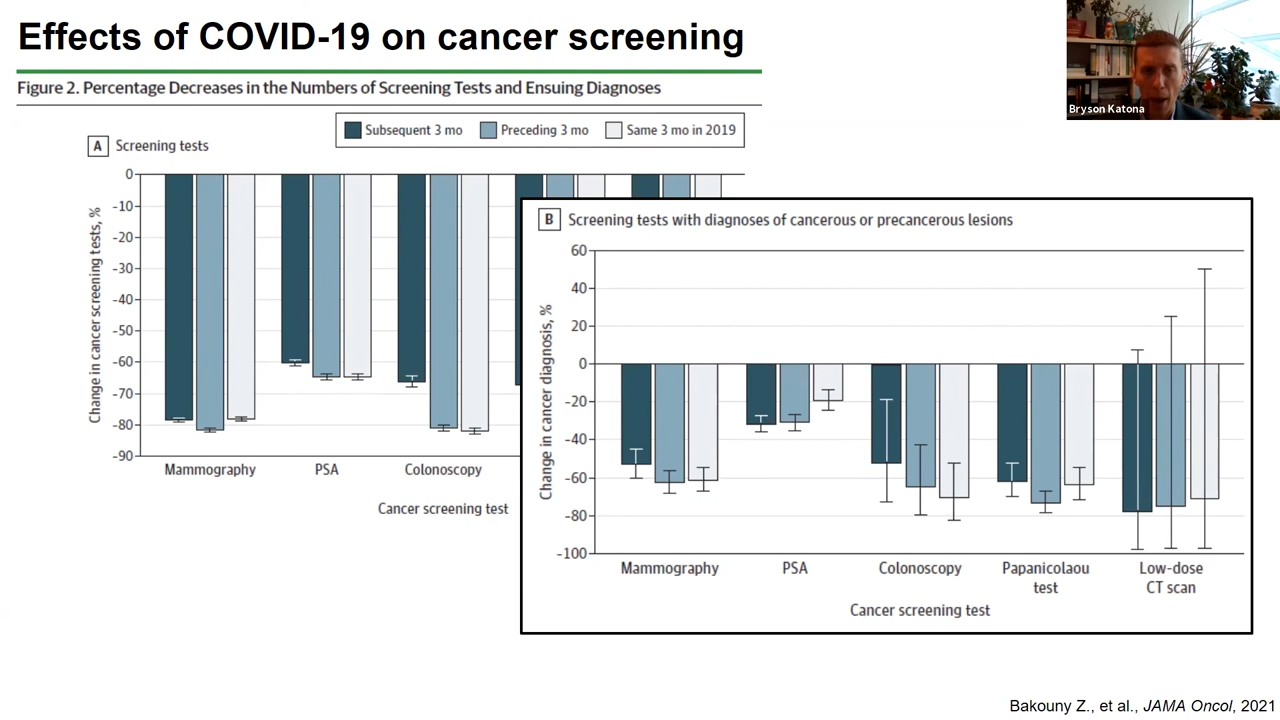 Effects of COVID-19 on cancer screening
Bryson Katona
Figure 2. Percentage Decreases in the Numbers of Screening Tests and Ensuing Diagnoses
Subsequent 3 mo
Preceding 3 mo
Same 3 mo in 2019
A Screening tests
Change in cancer screening tests, %
0
-10
-20
-30
-40
-50
-60
-70
-80
-90
Mammography
PSA
Colonoscopy
Cancer screening test
B Screening tests with diagnoses of cancerous or precancerous lesions
Change in cancer diagnosis, %
60
40
20
0
-20
-40
-60
-80
-100
Mammography
PSA
Colonoscopy
Papanicolaou
test
Low-dose
CT scan
Cancer screening test
Bakouny Z., et al., JAMA Oncol, 2021